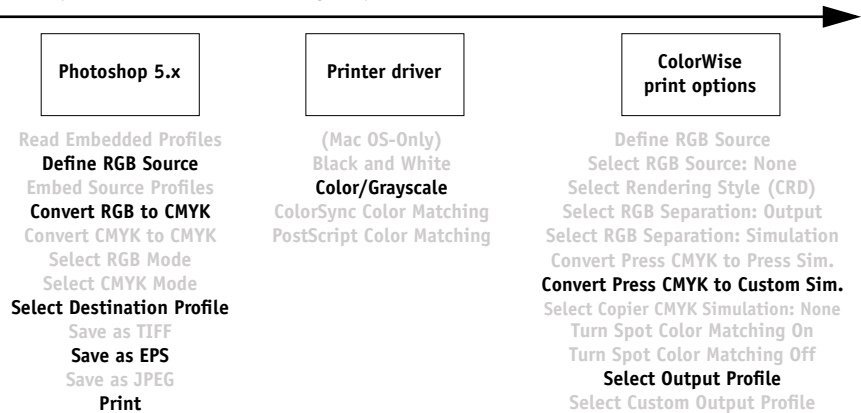 Photoshop 5.x
Read Embedded Profiles
Define RGB Source
Embed Source Profiles
Convert RGB to CMYK
Convert CMYK to CMYK
Select RGB Mode
Select CMYK Mode
Select Destination Profile
Save as TIFF
Save as EPS
Save as JPEG
Print
Printer driver
(Mac OS-Only)
Black and White
Color/Grayscale
ColorSync Color Matching
PostScript Color Matching
ColorWise
print options
Define RGB Source
Select RGB Source: None
Select Rendering Style (CRD)
Select RGB Separation: Output
Select RGB Separation: Simulation
Convert Press CMYK to Press Sim.
Convert Press CMYK to Custom Sim.
Select Copier CMYK Simulation: None
Turn Spot Color Matching On
Turn Spot Color Matching Off
Select Output Profile
Select Custom Output Profile